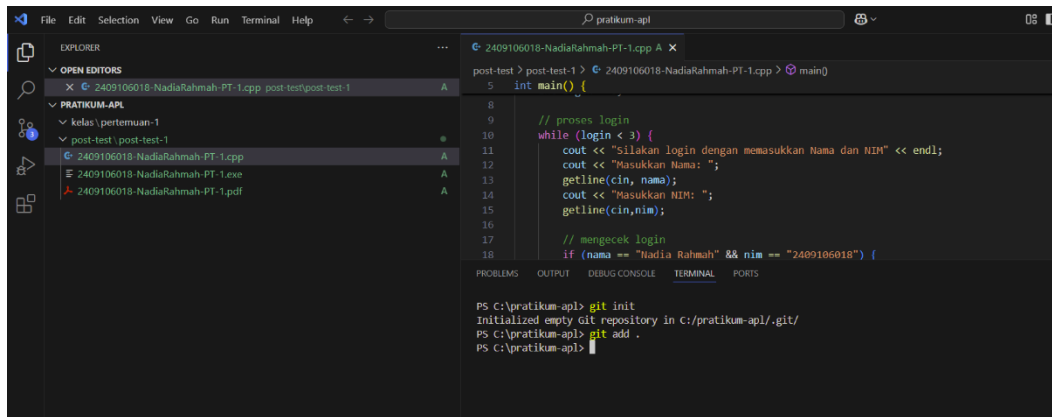 File Edit Selection View Go Run Terminal Help
pratikum-apl
EXPLORER
OPEN EDITORS
2409106018-NadiaRahmah-PT-1.cpp post-test\post-test-1 A
PRATIKUM-APL
kelas\pertemuan-1
post-test\post-test-1
2409106018-NadiaRahmah-PT-1.cpp A
2409106018-NadiaRahmah-PT-1.exe A
2409106018-NadiaRahmah-PT-1.pdf A
3
2409106018-NadiaRahmah-PT-1.cpp A
post-test > post-test-1 > 2409106018-NadiaRahmah-PT-1.cpp > main()
5 int main() {
8
9 // proses login
10 while (login < 3) {
11 cout << "Silakan login dengan memasukkan Nama dan NIM" << endl;
12 cout << "Masukkan Nama: ";
13 getline(cin, nama);
14 cout << "Masukkan NIM: ";
15 getline(cin,nim);
16
17 // mengecek login
18 if (nama == "Nadia Rahmah" && nim == "2409106018") {
PROBLEMS OUTPUT DEBUG CONSOLE TERMINAL PORTS
PS C:\pratikum-apl> git init
Initialized empty Git repository in C:/pratikum-apl/.git/
PS C:\pratikum-apl> git add .
PS C:\pratikum-apl>